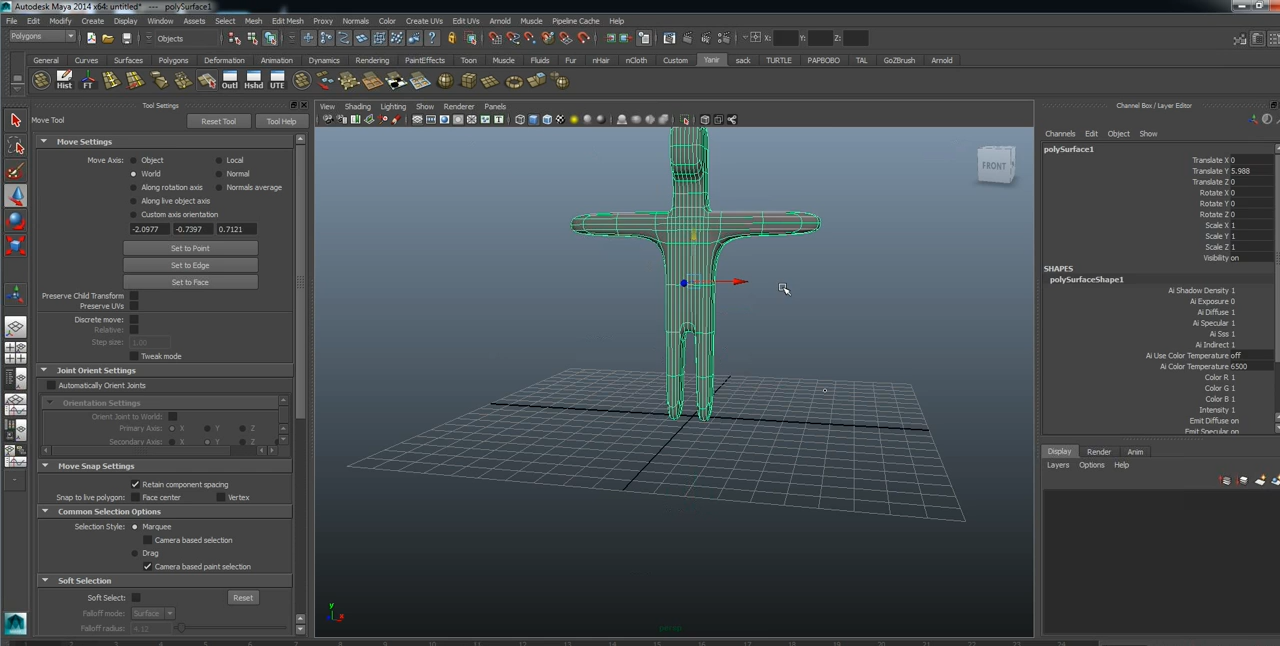 Autodesk Maya 2014 x64: untitled* --- polySurface1
File Edit Modify Create Display Window Assets Select Mesh Edit Mesh Proxy Normals Color Create UVs Edit UVs Arnold Muscle Pipeline Cache Help
Polygons Objects X: Y: Z:
General Curves Surfaces Polygons Deformation Animation Dynamics Rendering PaintEffects Toon Muscle Fluids Fur nHair nCloth Custom Yanir sack TURTLE PAPBOBO TAL GoZBrush Arnold
Hist FT Outl Hshd UTE
Tool Settings
Move Tool Reset Tool Tool Help
Move Settings
Move Axis: Object Local
World Normal
Along rotation axis Normals average
Along live object axis
Custom axis orientation
-2.0977 -0.7397 0.7121
Set to Point
Set to Edge
Set to Face
Preserve Child Transform
Preserve UVs
Discrete move:
Relative:
Step size: 1.00
Tweak mode
Joint Orient Settings
Automatically Orient Joints
Orientation Settings
Orient Joint to World:
Primary Axis: X Y Z
Secondary Axis: X Y Z
Move Snap Settings
Retain component spacing
Snap to live polygon: Face center Vertex
Common Selection Options
Selection Style: Marquee
Camera based selection
Drag
Camera based paint selection
Soft Selection
Soft Select: Reset
Falloff mode: Surface
Falloff radius: 4.12
View Shading Lighting Show Renderer Panels
FRONT
y
x
persp
Channel Box / Layer Editor
Channels Edit Object Show
polySurface1
Translate X 0
Translate Y 5.988
Translate Z 0
Rotate X 0
Rotate Y 0
Rotate Z 0
Scale X 1
Scale Y 1
Scale Z 1
Visibility on
SHAPES
polySurfaceShape1
Ai Shadow Density 1
Ai Exposure 0
Ai Diffuse 1
Ai Specular 1
Ai Sss 1
Ai Indirect 1
Ai Use Color Temperature off
Ai Color Temperature 6500
Color R 1
Color G 1
Color B 1
Intensity 1
Emit Diffuse on
Emit Specular on
Display Render Anim
Layers Options Help